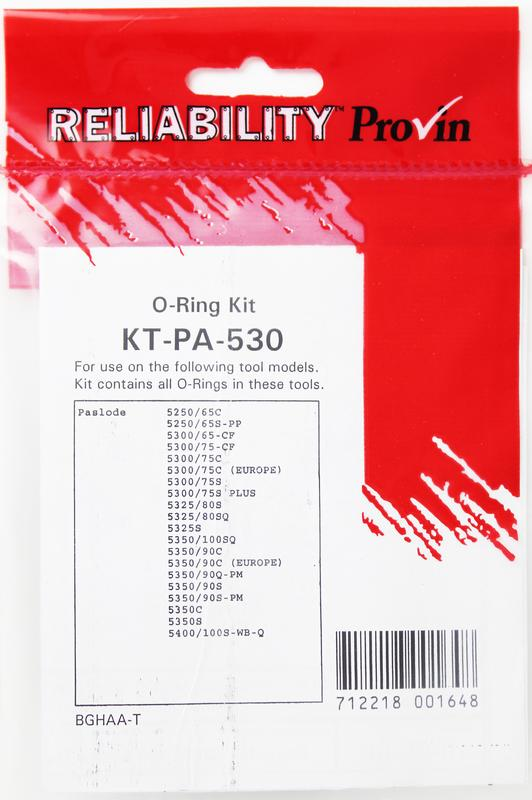 RELIABILITY™ Provin
O-Ring Kit
KT-PA-530
For use on the following tool models.
Kit contains all O-Rings in these tools.
Paslode 5250/65C
5250/65S-PP
5300/65-CF
5300/75-CF
5300/75C
5300/75C (EUROPE)
5300/75S
5300/75S PLUS
5325/80S
5325/80SQ
5325S
5350/100SQ
5350/90C
5350/90C (EUROPE)
5350/90Q-PM
5350/90S
5350/90S-PM
5350C
5350S
5400/100S-WB-Q
712218 001648
BGHAA-T